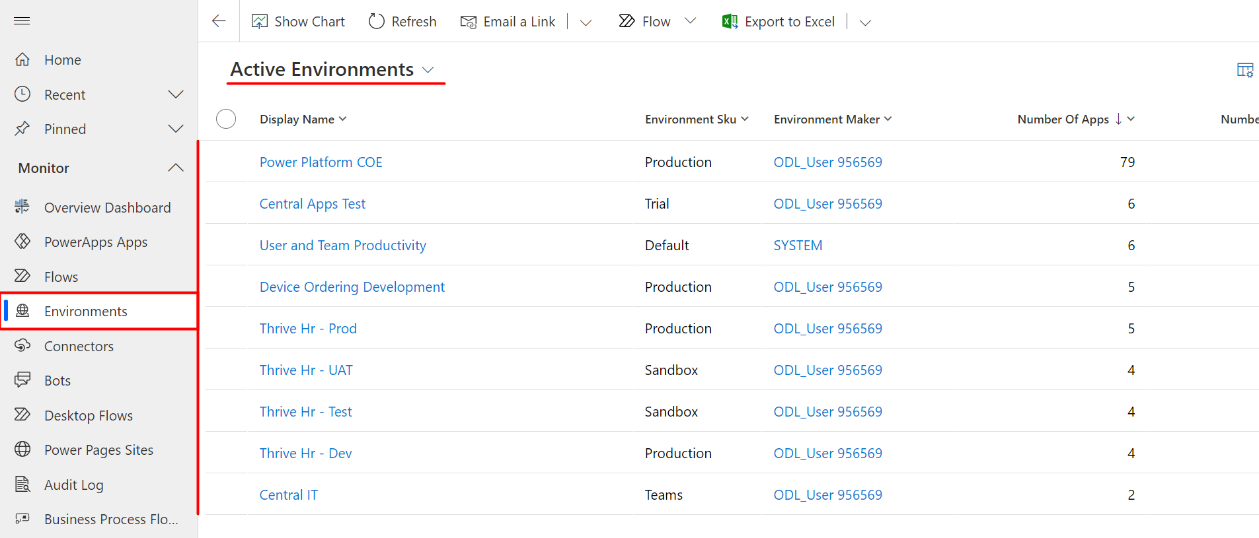 Show Chart Refresh Email a Link Flow Export to Excel
Home
Recent
Pinned
Monitor
Overview Dashboard
PowerApps Apps
Flows
Environments
Connectors
Bots
Desktop Flows
Power Pages Sites
Audit Log
Business Process Flo...
Active Environments
Display Name Environment Sku Environment Maker Number Of Apps Numbe
Power Platform COE Production ODL_User 956569 79
Central Apps Test Trial ODL_User 956569 6
User and Team Productivity Default SYSTEM 6
Device Ordering Development Production ODL_User 956569 5
Thrive Hr - Prod Production ODL_User 956569 5
Thrive Hr - UAT Sandbox ODL_User 956569 4
Thrive Hr - Test Sandbox ODL_User 956569 4
Thrive Hr - Dev Production ODL_User 956569 4
Central IT Teams ODL_User 956569 2